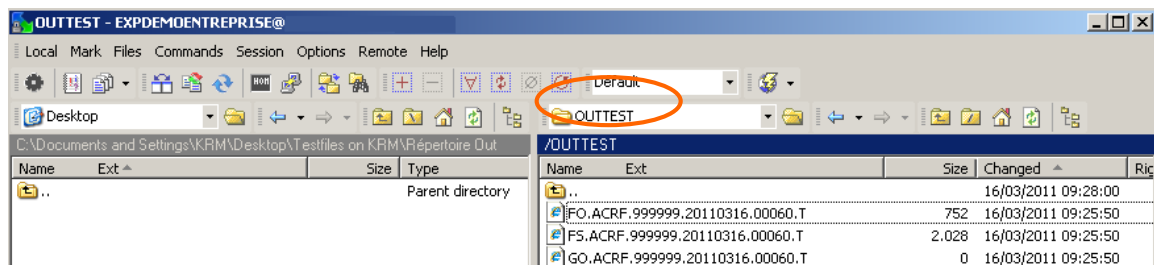 OUTTEST - EXPDEMOENTREPRISE@
Local Mark Files Commands Session Options Remote Help
Default
Desktop
OUTTEST
C:\Documents and Settings\KRM\Desktop\Testfiles on KRM\Répertoire Out
/OUTTEST
Name Ext Size Type
Name Ext Size Changed Rig
.. Parent directory
.. 16/03/2011 09:28:00
FO.ACRF.999999.20110316.00060.T 752 16/03/2011 09:25:50
FS.ACRF.999999.20110316.00060.T 2.028 16/03/2011 09:25:50
GO.ACRF.999999.20110316.00060.T 0 16/03/2011 09:25:50